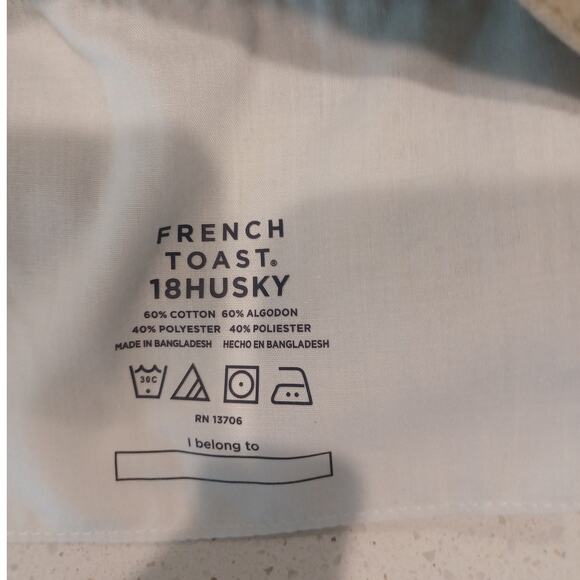 FRENCH
TOAST®
18HUSKY
60% COTTON 60% ALGODON
40% POLYESTER 40% POLIESTER
MADE IN BANGLADESH HECHO EN BANGLADESH
30C
RN 13706
I belong to